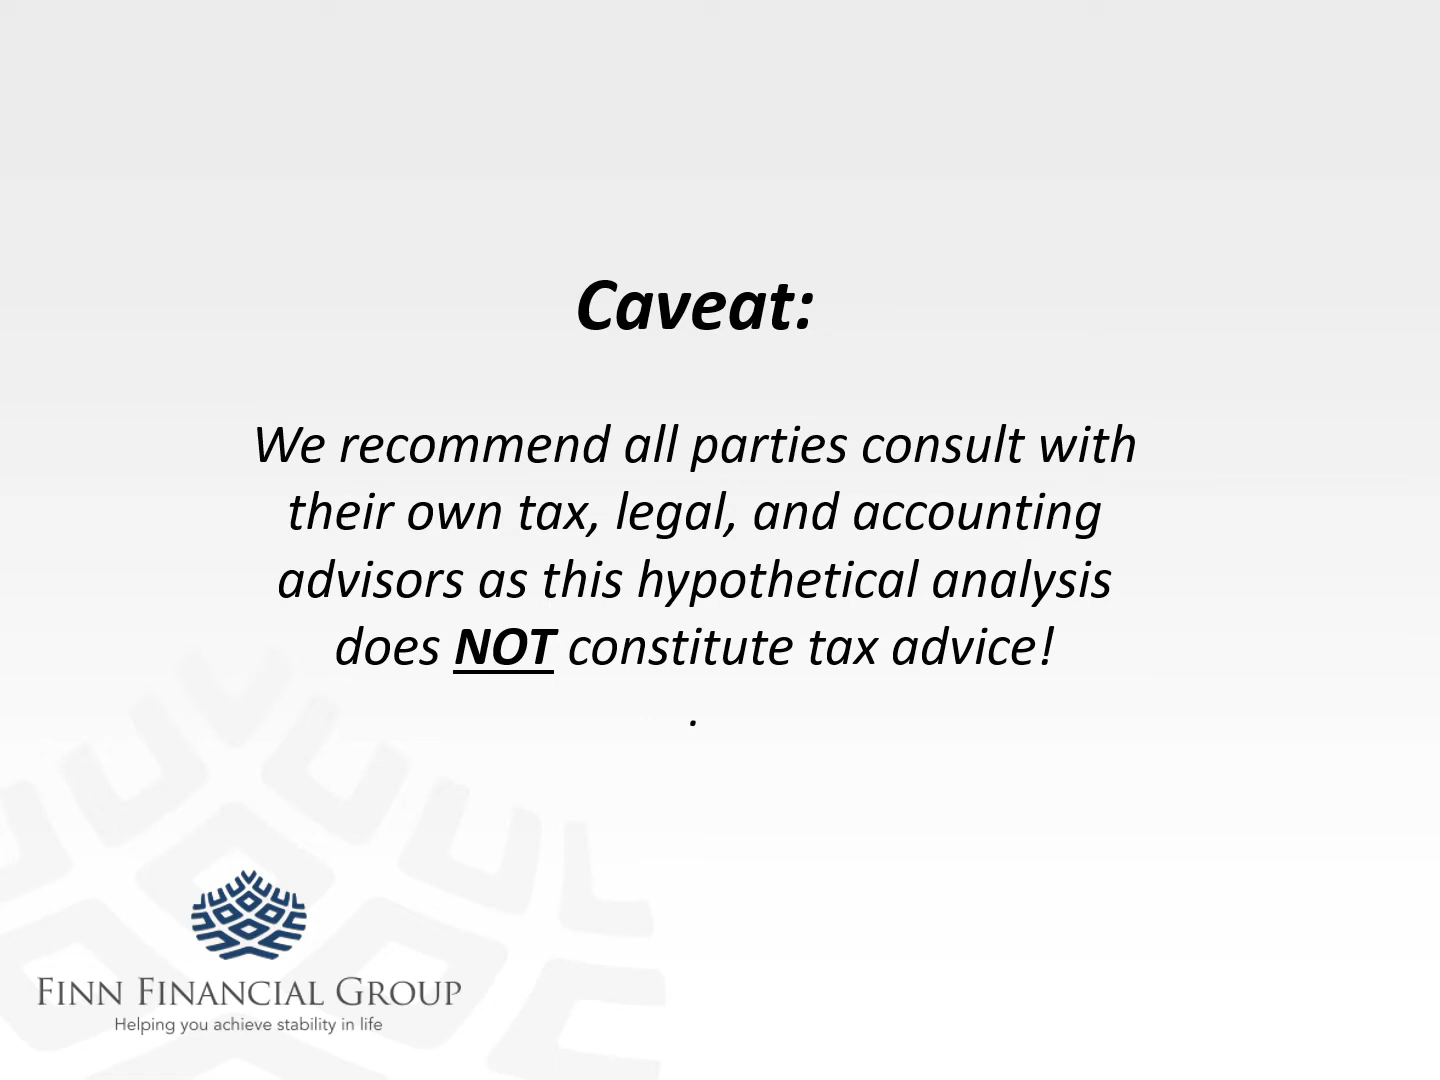 Caveat:
We recommend all parties consult with
their own tax, legal, and accounting
advisors as this hypothetical analysis
does NOT constitute tax advice!
.
FINN FINANCIAL GROUP
Helping you achieve stability in life